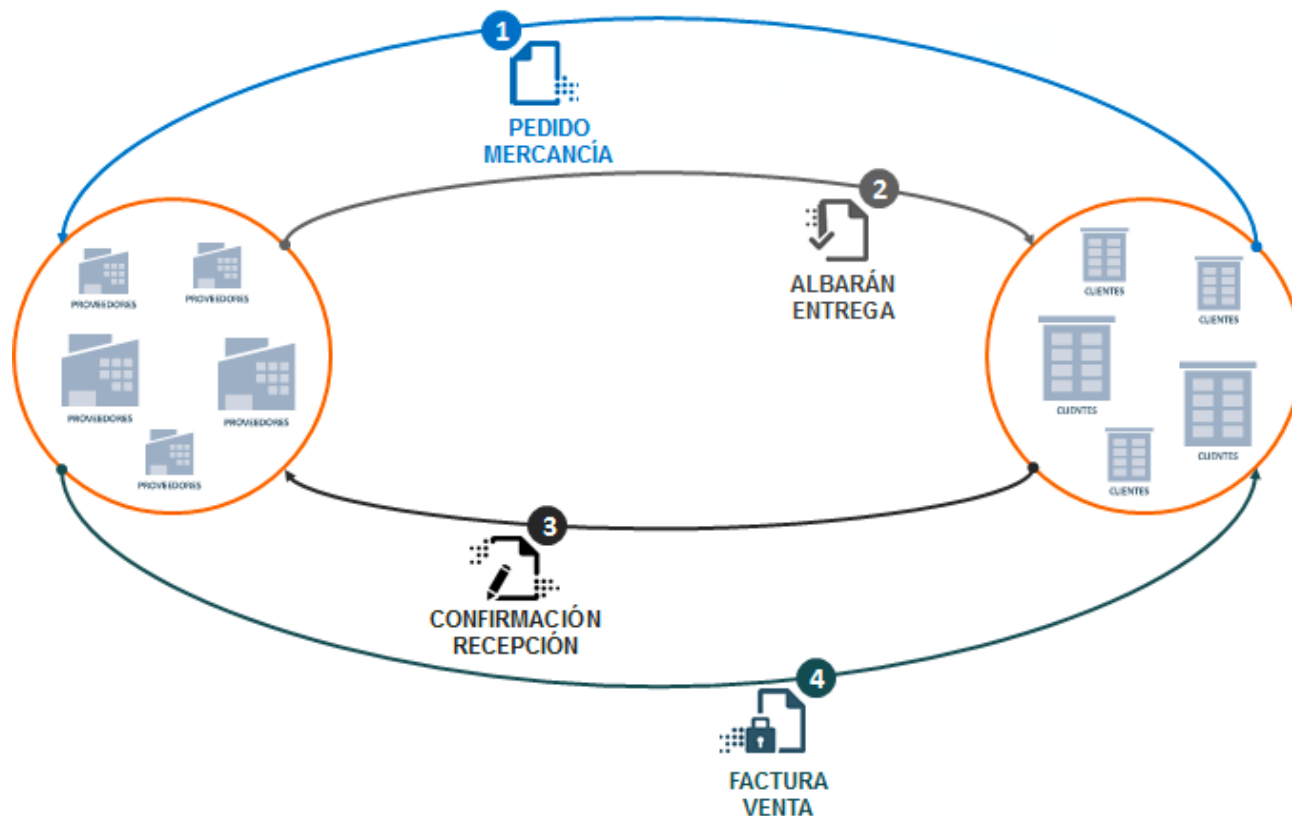 1
PEDIDO
MERCANCÍA
2
ALBARÁN
ENTREGA
PROVEEDORES
PROVEEDORES
PROVEEDORES
PROVEEDORES
PROVEEDORES
CLIENTES
CLIENTES
CLIENTES
CLIENTES
CLIENTES
3
CONFIRMACIÓN
RECEPCIÓN
4
FACTURA
VENTA